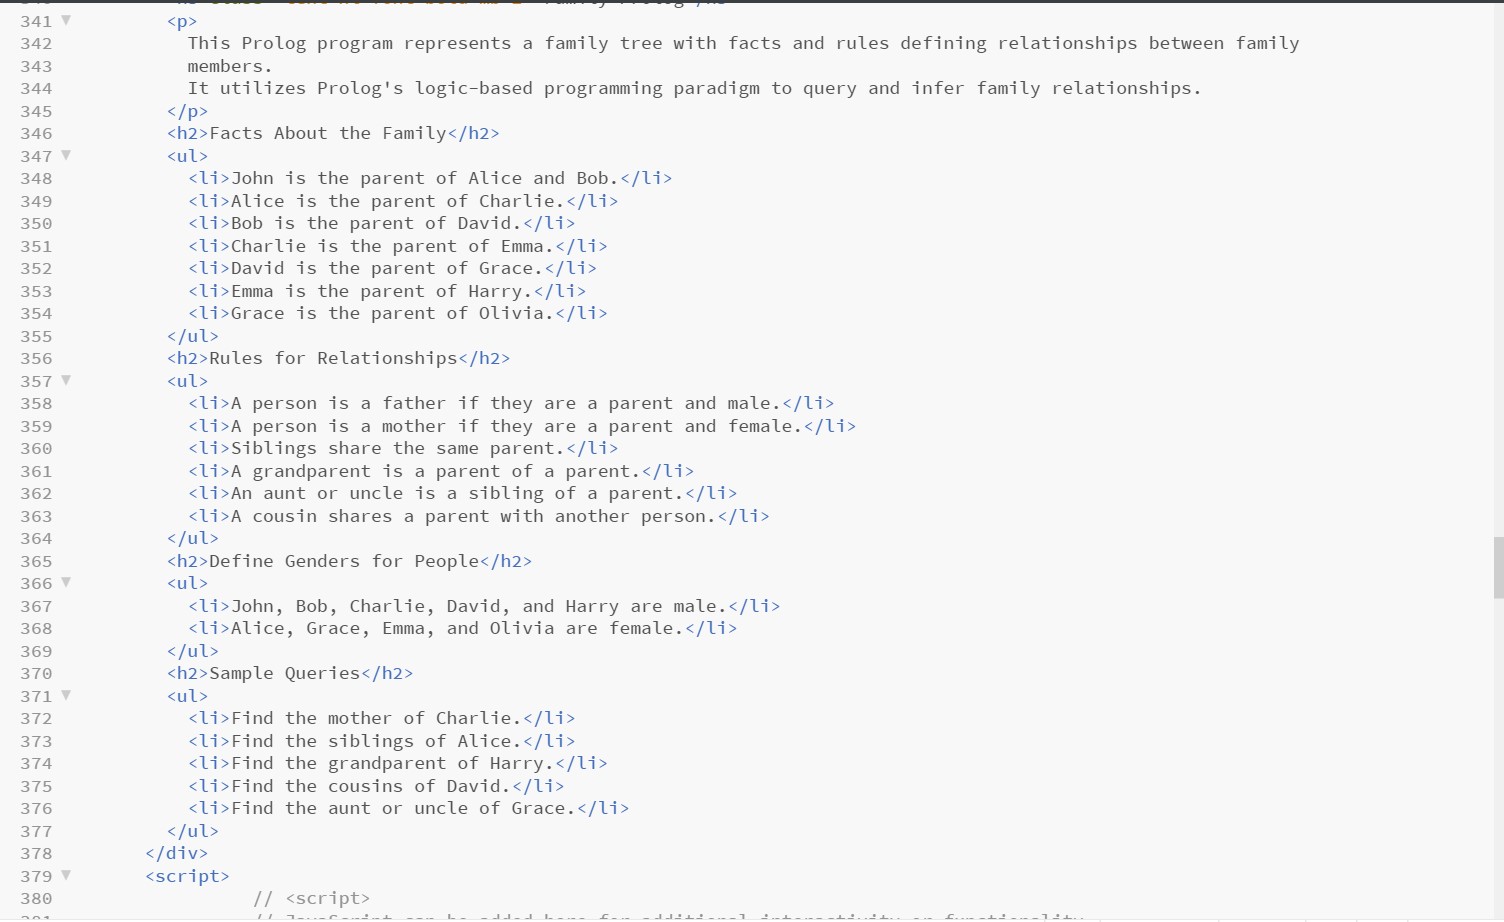 341 <p>
342 This Prolog program represents a family tree with facts and rules defining relationships between family
343 members.
344 It utilizes Prolog's logic-based programming paradigm to query and infer family relationships.
345 </p>
346 <h2>Facts About the Family</h2>
347 <ul>
348 <li>John is the parent of Alice and Bob.</li>
349 <li>Alice is the parent of Charlie.</li>
350 <li>Bob is the parent of David.</li>
351 <li>Charlie is the parent of Emma.</li>
352 <li>David is the parent of Grace.</li>
353 <li>Emma is the parent of Harry.</li>
354 <li>Grace is the parent of Olivia.</li>
355 </ul>
356 <h2>Rules for Relationships</h2>
357 <ul>
358 <li>A person is a father if they are a parent and male.</li>
359 <li>A person is a mother if they are a parent and female.</li>
360 <li>Siblings share the same parent.</li>
361 <li>A grandparent is a parent of a parent.</li>
362 <li>An aunt or uncle is a sibling of a parent.</li>
363 <li>A cousin shares a parent with another person.</li>
364 </ul>
365 <h2>Define Genders for People</h2>
366 <ul>
367 <li>John, Bob, Charlie, David, and Harry are male.</li>
368 <li>Alice, Grace, Emma, and Olivia are female.</li>
369 </ul>
370 <h2>Sample Queries</h2>
371 <ul>
372 <li>Find the mother of Charlie.</li>
373 <li>Find the siblings of Alice.</li>
374 <li>Find the grandparent of Harry.</li>
375 <li>Find the cousins of David.</li>
376 <li>Find the aunt or uncle of Grace.</li>
377 </ul>
378 </div>
379 <script>
380 // <script>
381 // JavaScript can be added here for additional interactivity or functionality